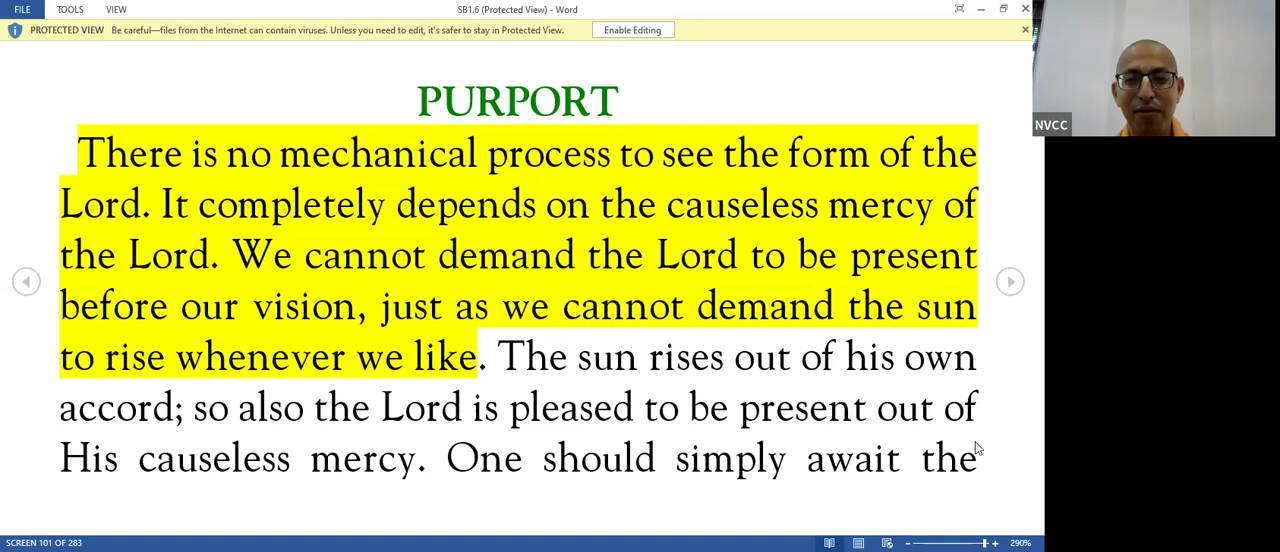 FILE TOOLS VIEW SB1.6 (Protected View) - Word
PROTECTED VIEW Be careful—files from the Internet can contain viruses. Unless you need to edit, it's safer to stay in Protected View. Enable Editing
NVCC
PURPORT
There is no mechanical process to see the form of the
Lord. It completely depends on the causeless mercy of
the Lord. We cannot demand the Lord to be present
before our vision, just as we cannot demand the sun
to rise whenever we like. The sun rises out of his own
accord; so also the Lord is pleased to be present out of
His causeless mercy. One should simply await the
SCREEN 101 OF 283 290%